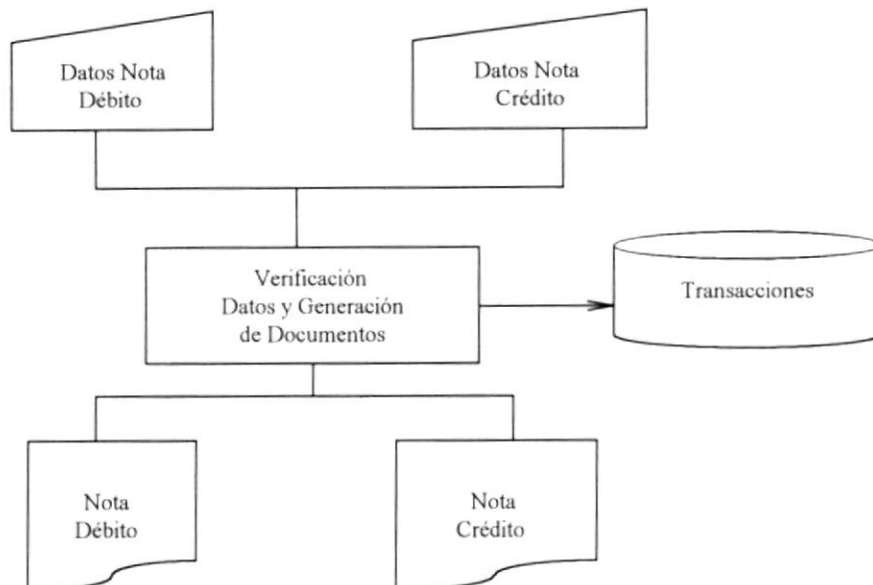 Datos Nota
Débito
Datos Nota
Crédito
Verificación
Datos y Generación
de Documentos
Transacciones
Nota
Débito
Nota
Crédito